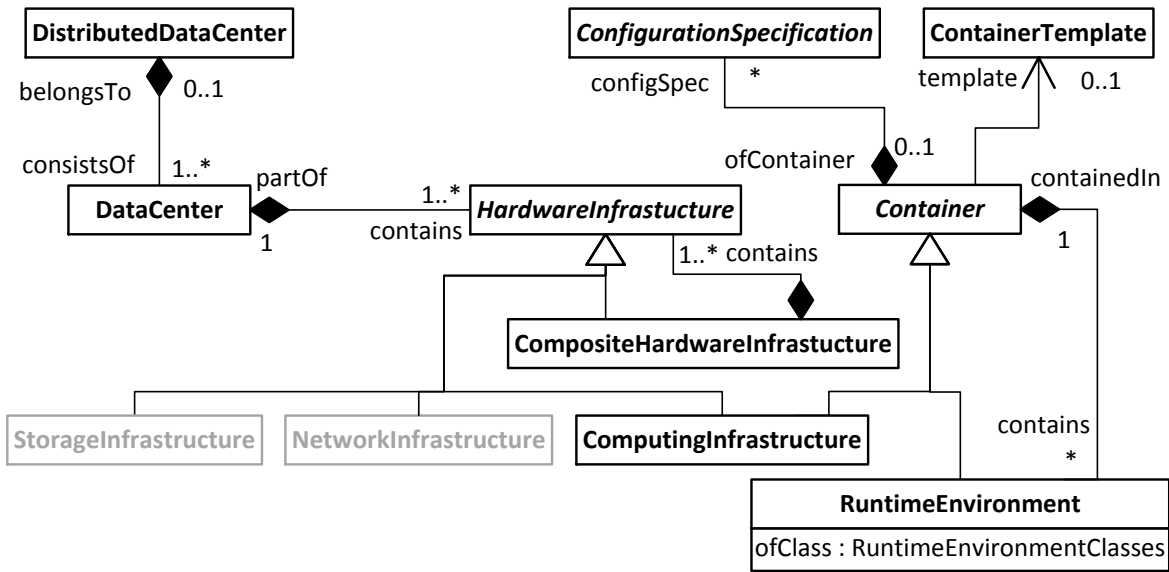 DistributedDataCenter
ConfigurationSpecification
ContainerTemplate
belongsTo
0..1
configSpec
*
template
0..1
consistsOf
1..*
partOf
1..*
ofContainer
0..1
containedIn
DataCenter
HardwareInfrastucture
Container
1
contains
1..* contains
1
CompositeHardwareInfrastucture
StorageInfrastructure
NetworkInfrastructure
ComputingInfrastructure
contains
*
RuntimeEnvironment
ofClass : RuntimeEnvironmentClasses